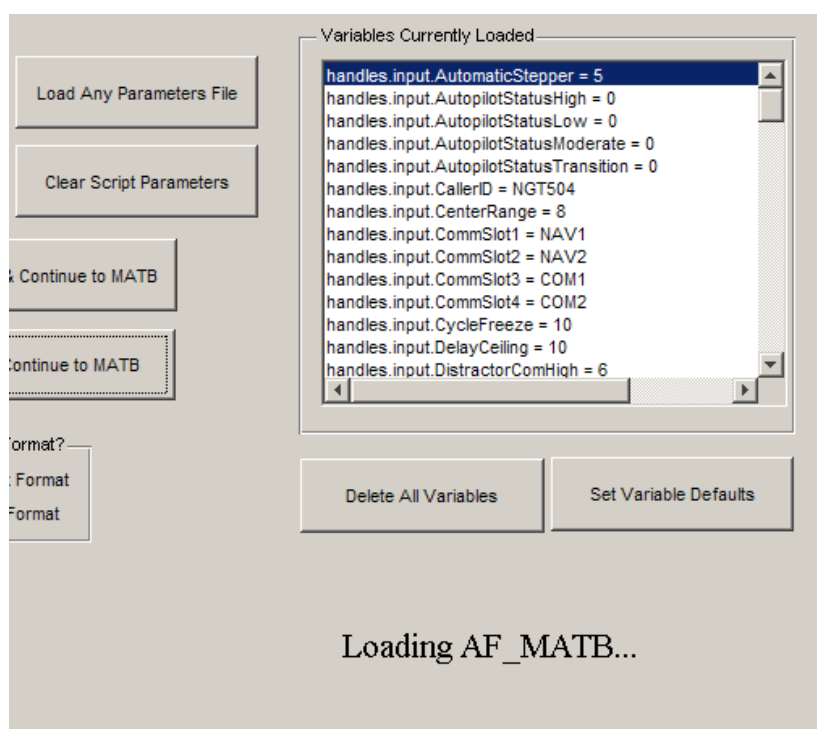 Variables Currently Loaded
Load Any Parameters File
Clear Script Parameters
& Continue to MATB
Continue to MATB
Format?
Format
Format
handles.input.AutomaticStepper = 5
handles.input.AutopilotStatusHigh = 0
handles.input.AutopilotStatusLow = 0
handles.input.AutopilotStatusModerate = 0
handles.input.AutopilotStatusTransition = 0
handles.input.CallerID = NGT504
handles.input.CenterRange = 8
handles.input.CommSlot1 = NAV1
handles.input.CommSlot2 = NAV2
handles.input.CommSlot3 = COM1
handles.input.CommSlot4 = COM2
handles.input.CycleFreeze = 10
handles.input.DelayCeiling = 10
handles.input.DistractorComHigh = 6
Delete All Variables
Set Variable Defaults
Loading AF_MATB...